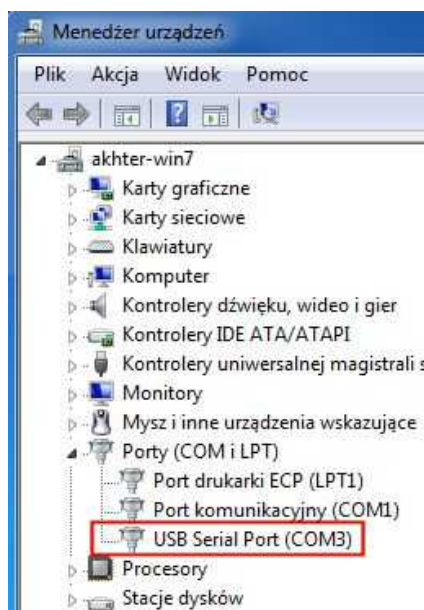 Menedżer urządzeń
Plik Akcja Widok Pomoc
akhter-win7
Karty graficzne
Karty sieciowe
Klawiatury
Komputer
Kontrolery dźwięku, wideo i gier
Kontrolery IDE ATA/ATAPI
Kontrolery uniwersalnej magistrali s
Monitory
Mysz i inne urządzenia wskazujące
Porty (COM i LPT)
Port drukarki ECP (LPT1)
Port komunikacyjny (COM1)
USB Serial Port (COM3)
Procesory
Stacje dysków